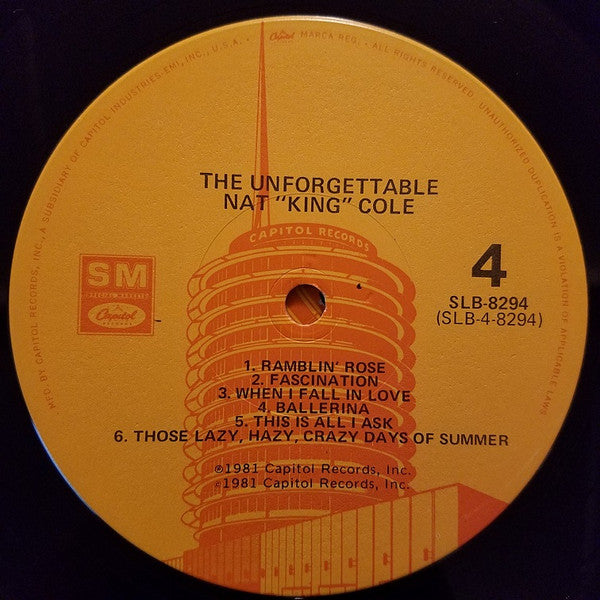 MFD. BY CAPITOL RECORDS, INC., A SUBSIDIARY OF CAPITOL INDUSTRIES-EMI, INC., U.S.A. • Capitol MARCA REG. • ALL RIGHTS RESERVED. UNAUTHORIZED DUPLICATION IS A VIOLATION OF APPLICABLE LAWS
THE UNFORGETTABLE
NAT "KING" COLE
CAPITOL RECORDS
SM
SPECIAL MARKETS
Capitol
RECORDS
4
SLB-8294
(SLB-4-8294)
1. RAMBLIN' ROSE
2. FASCINATION
3. WHEN I FALL IN LOVE
4. BALLERINA
5. THIS IS ALL I ASK
6. THOSE LAZY, HAZY, CRAZY DAYS OF SUMMER
℗1981 Capitol Records, Inc.
©1981 Capitol Records, Inc.